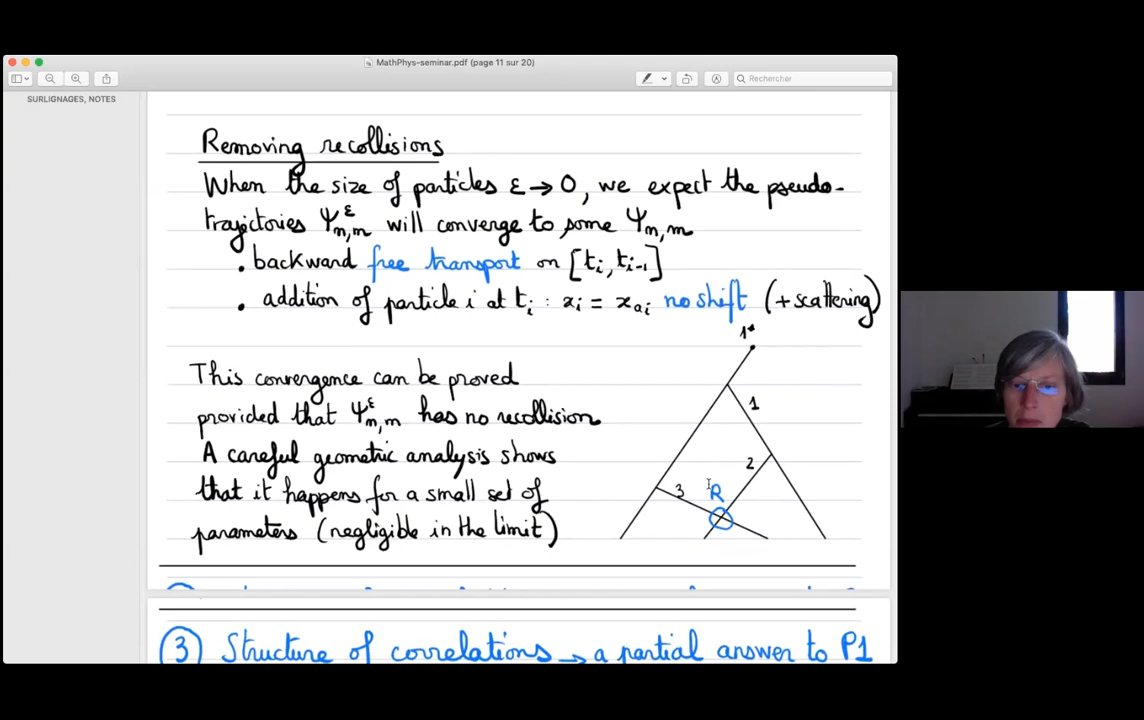 MathPhys-seminar.pdf (page 11 sur 20)
Rechercher
SURLIGNAGES, NOTES
Removing recollisions
When the size of particles ε → 0, we expect the pseudo-
trajectories Ψ^ε_{n,m} will converge to some Ψ_{n,m}
• backward free transport on [t_i, t_{i-1}]
• addition of particle i at t_i : x_i = x_{a_i} no shift (+ scattering)
This convergence can be proved
provided that Ψ^ε_{n,m} has no recollision.
A careful geometric analysis shows
that it happens for a small set of
parameters (negligible in the limit)
1*
1
2
3
R
③ Structure of correlations → a partial answer to P1